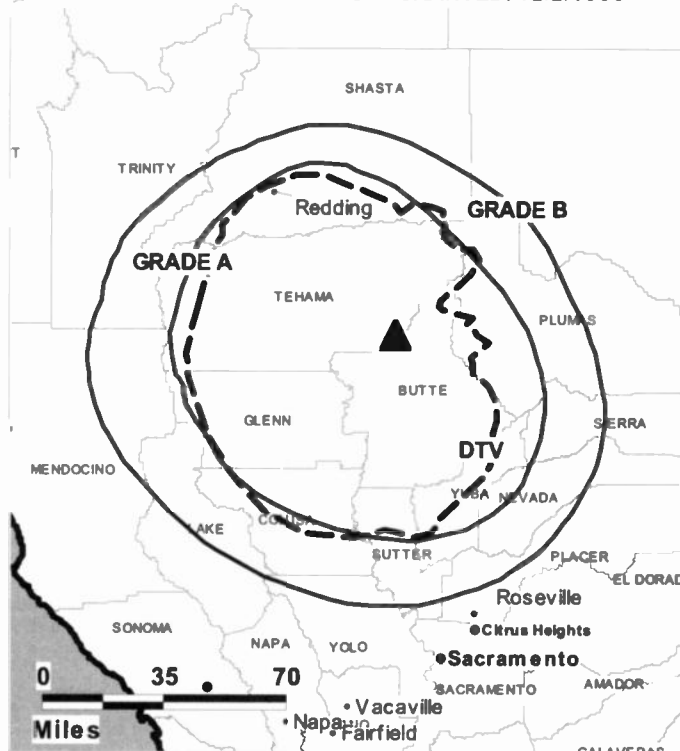 SHASTA
T
TRINITY
Redding
GRADE B
GRADE A
TEHAMA
PLUMAS
BUTTE
GLENN
SIERRA
DTV
MENDOCINO
YUBA
NEVADA
LAKE
COLUSA
SUTTER
PLACER
EL DORAD
Roseville
SONOMA
Citrus Heights
NAPA
YOLO
Sacramento
0 35 70
SACRAMENTO
AMADOR
Vacaville
Miles
Napa
Fairfield
CALAVERAS